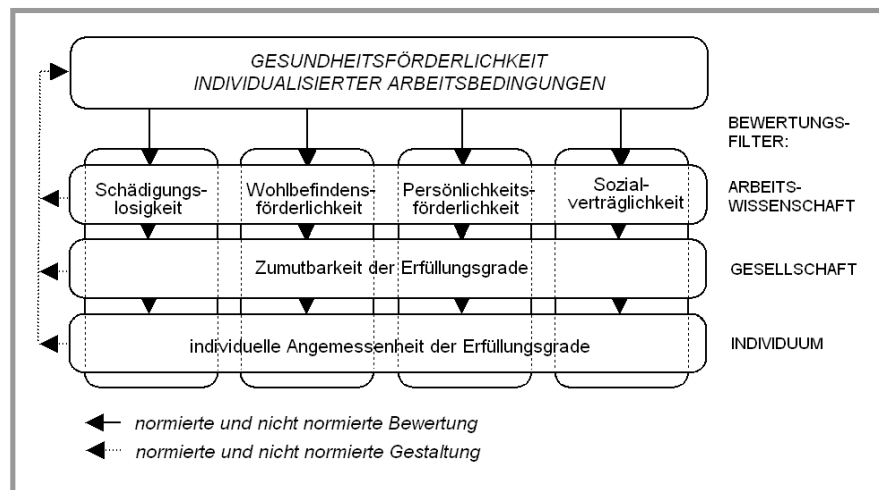 GESUNDHEITSFÖRDERLICHKEIT
INDIVIDUALISIERTER ARBEITSBEDINGUNGEN
BEWERTUNGS-
FILTER:
Schädigungs-
losigkeit
Wohlbefindens-
förderlichkeit
Persönlichkeits-
förderlichkeit
Sozial-
verträglichkeit
ARBEITS-
WISSENSCHAFT
Zumutbarkeit der Erfüllungsgrade
GESELLSCHAFT
individuelle Angemessenheit der Erfüllungsgrade
INDIVIDUUM
normierte und nicht normierte Bewertung
normierte und nicht normierte Gestaltung